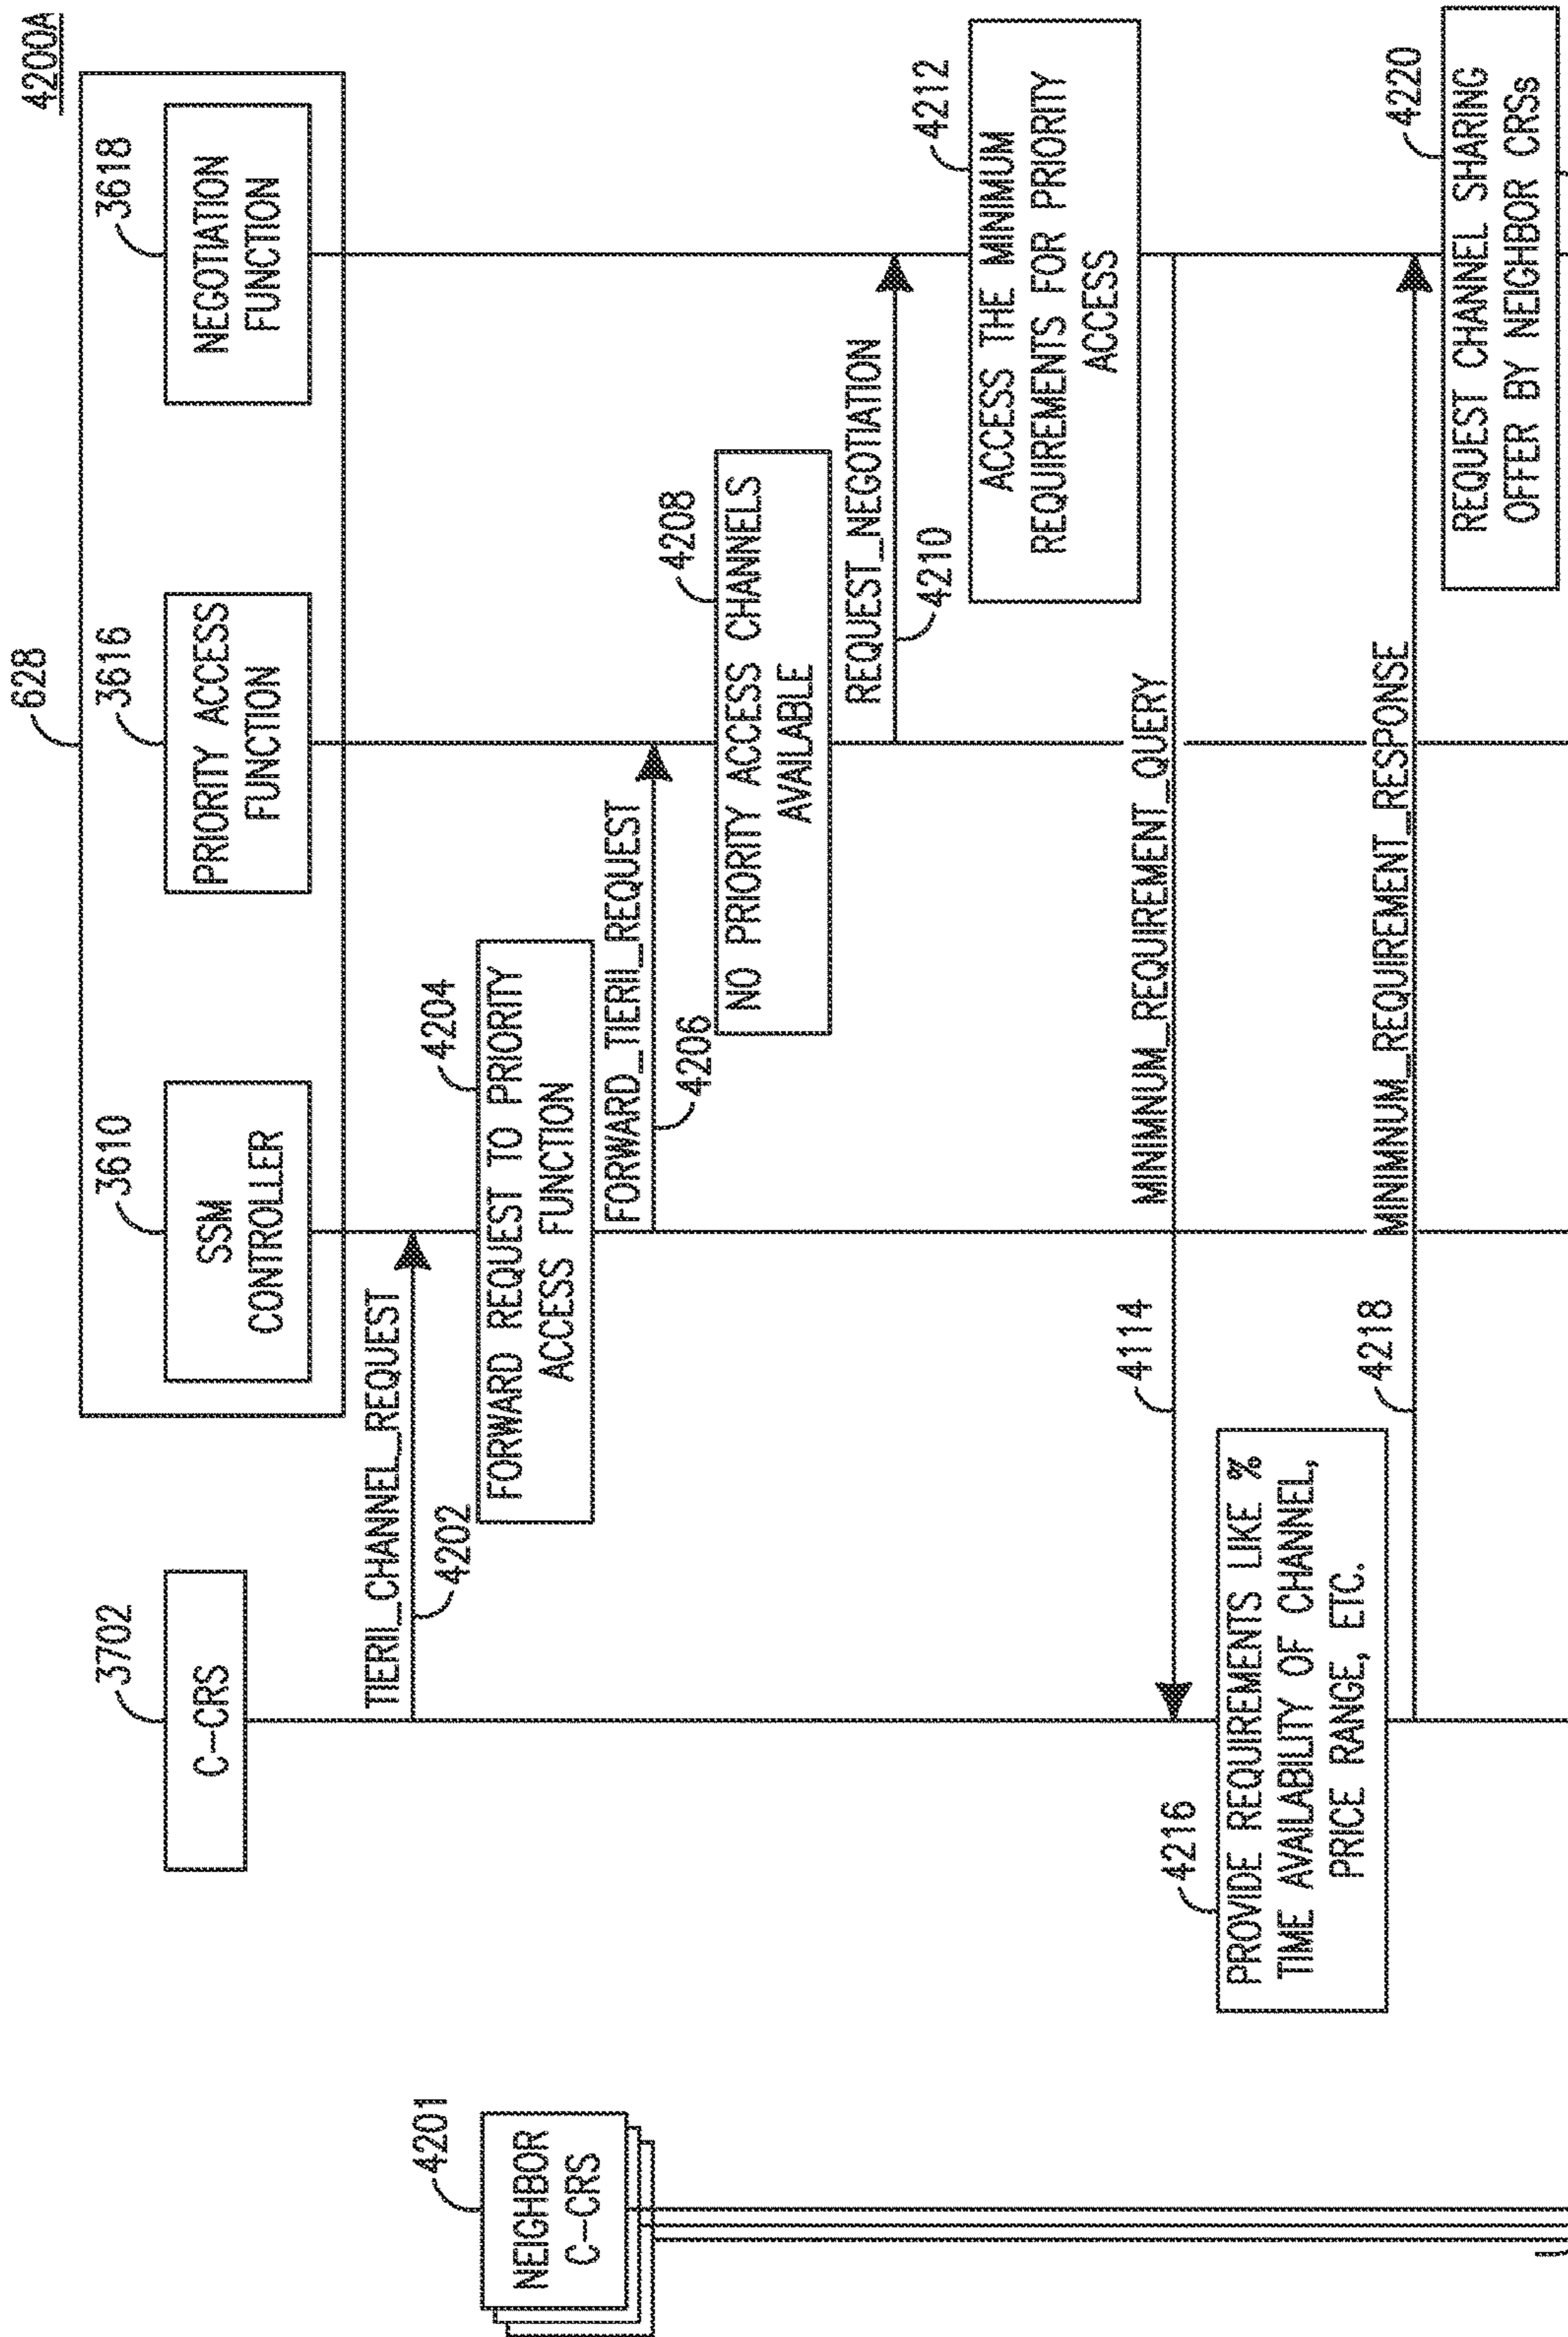 4200A
628
4201
NEIGHBOR
C-CRS
3702
C-CRS
3610
SSM
CONTROLLER
3616
PRIORITY ACCESS
FUNCTION
3618
NEGOTIATION
FUNCTION
TIERII_CHANNEL_REQUEST
4202
4204
FORWARD REQUEST TO PRIORITY
ACCESS FUNCTION
FORWARD_TIERII_REQUEST
4206
4208
NO PRIORITY ACCESS CHANNELS
AVAILABLE
REQUEST_NEGOTIATION
4210
4212
ACCESS THE MINIMUM
REQUIREMENTS FOR PRIORITY
ACCESS
MINIMNUM_REQUIREMENT_QUERY
4114
4216
PROVIDE REQUIREMENTS LIKE %
TIME AVAILABILITY OF CHANNEL,
PRICE RANGE, ETC.
MINIMNUM_REQUIREMENT_RESPONSE
4218
4220
REQUEST CHANNEL SHARING
OFFER BY NEIGHBOR CRSs